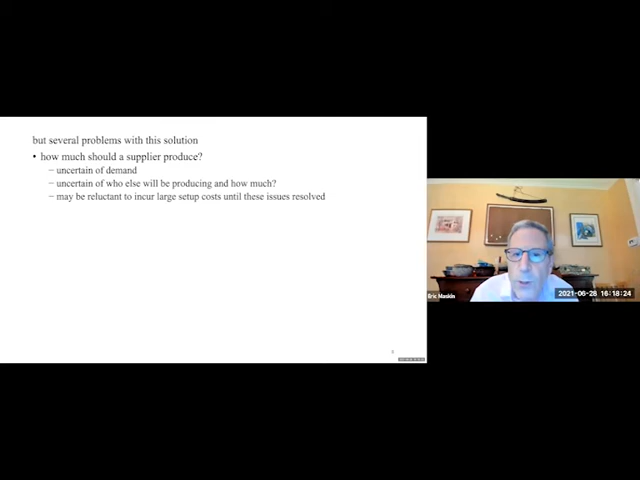 but several problems with this solution
• how much should a supplier produce?
– uncertain of demand
– uncertain of who else will be producing and how much?
– may be reluctant to incur large setup costs until these issues resolved
Eric Maskin
2021-06-28 16:18:24